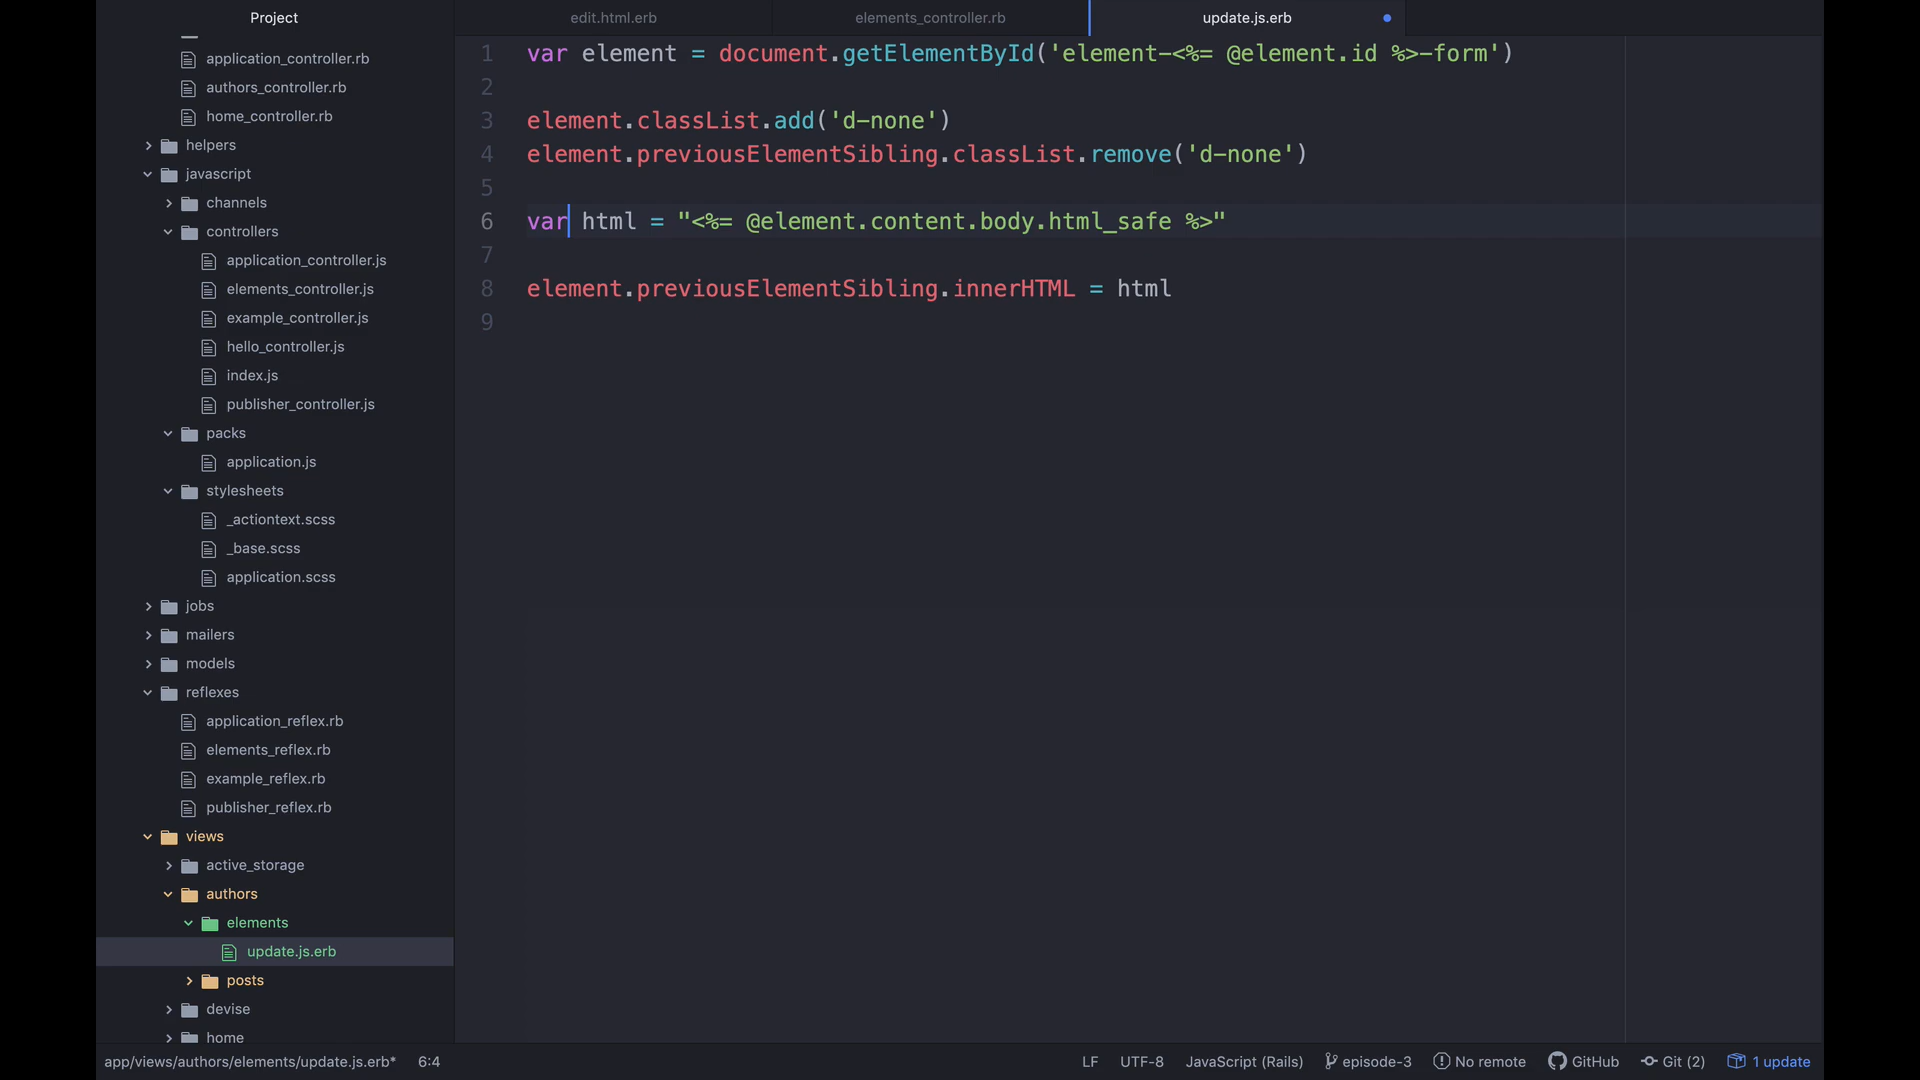 Project
application_controller.rb
authors_controller.rb
home_controller.rb
helpers
javascript
channels
controllers
application_controller.js
elements_controller.js
example_controller.js
hello_controller.js
index.js
publisher_controller.js
packs
application.js
stylesheets
_actiontext.scss
_base.scss
application.scss
jobs
mailers
models
reflexes
application_reflex.rb
elements_reflex.rb
example_reflex.rb
publisher_reflex.rb
views
active_storage
authors
elements
update.js.erb
posts
devise
home
edit.html.erb
elements_controller.rb
update.js.erb
1 var element = document.getElementById('element-<%= @element.id %>-form')
2
3 element.classList.add('d-none')
4 element.previousElementSibling.classList.remove('d-none')
5
6 var html = "<%= @element.content.body.html_safe %>"
7
8 element.previousElementSibling.innerHTML = html
9
app/views/authors/elements/update.js.erb* 6:4 LF UTF-8 JavaScript (Rails) episode-3 No remote GitHub Git (2) 1 update